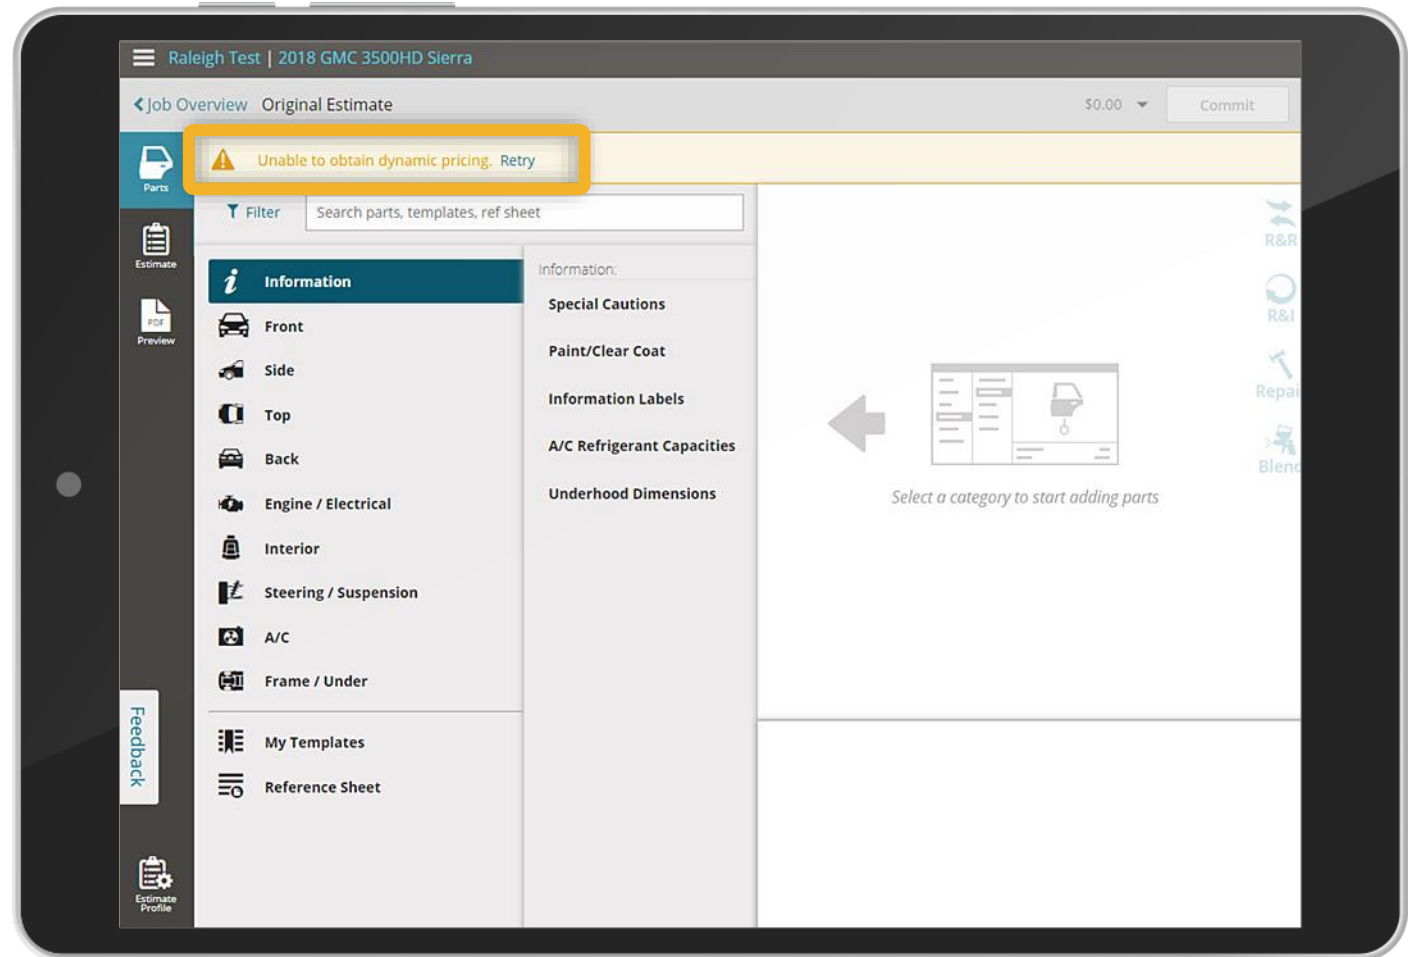 Raleigh Test | 2018 GMC 3500HD Sierra
Job Overview Original Estimate $0.00 Commit
Unable to obtain dynamic pricing. Retry
Parts
Filter Search parts, templates, ref sheet
R&R
Estimate
Information
Information:
Special Cautions
R&I
PDF
Preview
Front
Side
Paint/Clear Coat
Repai
Information Labels
Top
Back
A/C Refrigerant Capacities
Blend
Engine / Electrical
Underhood Dimensions
Select a category to start adding parts
Interior
Steering / Suspension
A/C
Frame / Under
Feedback
My Templates
Reference Sheet
Estimate
Profile